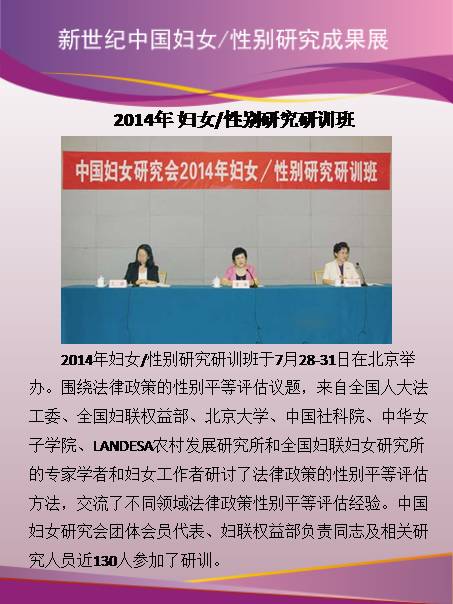 新世纪中国妇女/性别研究成果展
2014年妇女/性别研究研训班
中国妇女研究会2014年妇女/性别研究研训班
2014年妇女/性别研究研训班于7月28-31日在北京举
办。围绕法律政策的性别平等评估议题，来自全国人大法
工委、全国妇联权益部、北京大学、中国社科院、中华女
子学院、LANDESA农村发展研究所和全国妇联妇女研究所
的专家学者和妇女工作者研讨了法律政策的性别平等评估
方法，交流了不同领域法律政策性别平等评估经验。中国
妇女研究会团体会员代表、妇联权益部负责同志及相关研
究人员近130人参加了研训。